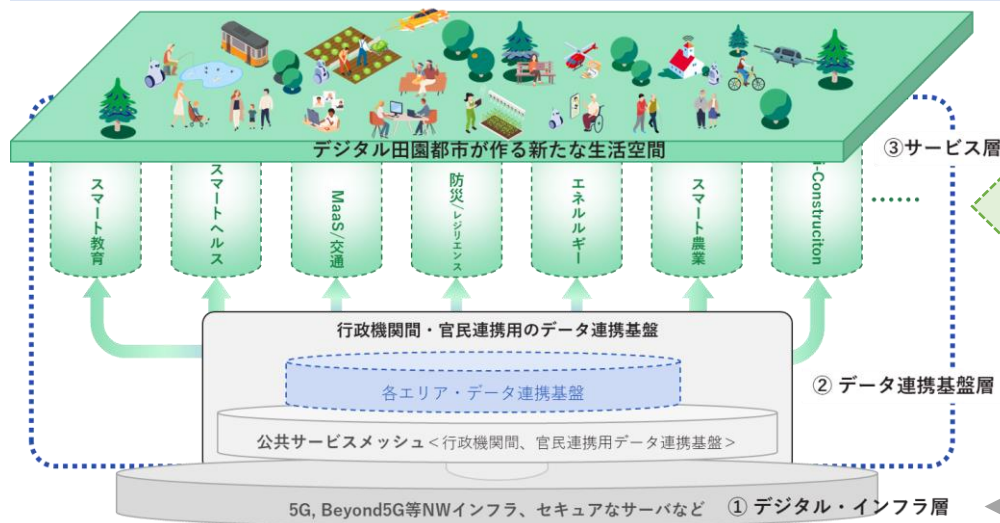 デジタル田園都市が作る新たな生活空間
③サービス層
スマート教育
スマートヘルス
MaaS/交通
防災/レジリエンス
エネルルギー
スマート農業
i-Construciton
……
行政機関間・官民連携用のデータ連携基盤
各エリア・データ連携基盤
② データ連携基盤層
公共サービスメッシュ＜行政機関間、官民連携用データ連携基盤＞
5G, Beyond5G等NWインフラ、セキュアなサーバなど
① デジタル・インフラ層